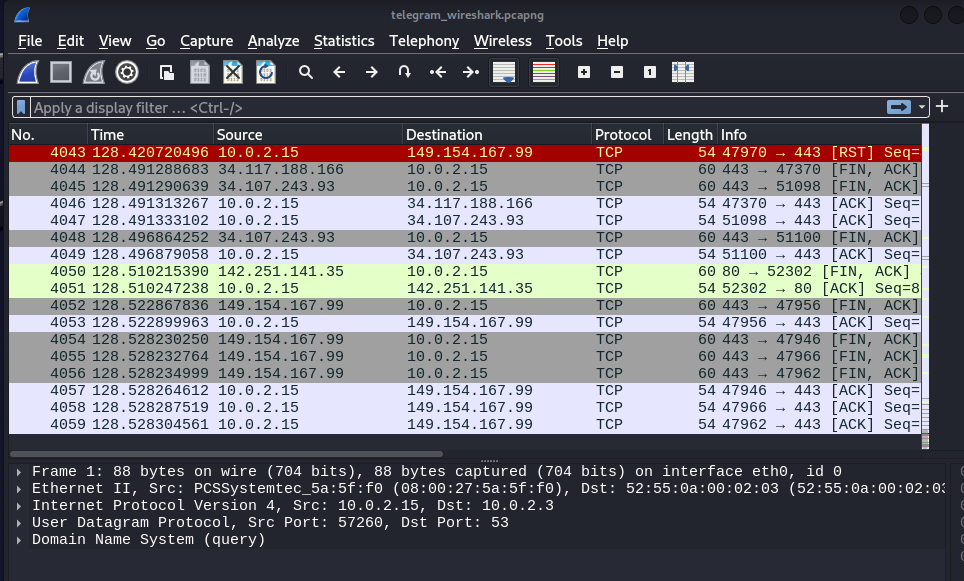 telegram_wireshark.pcapng
File Edit View Go Capture Analyze Statistics Telephony Wireless Tools Help
Apply a display filter ... <Ctrl-/>
No. Time Source Destination Protocol Length Info
4043 128.420720496 10.0.2.15 149.154.167.99 TCP 54 47970 → 443 [RST] Seq=
4044 128.491288683 34.117.188.166 10.0.2.15 TCP 60 443 → 47370 [FIN, ACK]
4045 128.491290639 34.107.243.93 10.0.2.15 TCP 60 443 → 51098 [FIN, ACK]
4046 128.491313267 10.0.2.15 34.117.188.166 TCP 54 47370 → 443 [ACK] Seq=
4047 128.491333102 10.0.2.15 34.107.243.93 TCP 54 51098 → 443 [ACK] Seq=
4048 128.496864252 34.107.243.93 10.0.2.15 TCP 60 443 → 51100 [FIN, ACK]
4049 128.496879058 10.0.2.15 34.107.243.93 TCP 54 51100 → 443 [ACK] Seq=
4050 128.510215390 142.251.141.35 10.0.2.15 TCP 60 80 → 52302 [FIN, ACK]
4051 128.510247238 10.0.2.15 142.251.141.35 TCP 54 52302 → 80 [ACK] Seq=8
4052 128.522867836 149.154.167.99 10.0.2.15 TCP 60 443 → 47956 [FIN, ACK]
4053 128.522899963 10.0.2.15 149.154.167.99 TCP 54 47956 → 443 [ACK] Seq=
4054 128.528230250 149.154.167.99 10.0.2.15 TCP 60 443 → 47946 [FIN, ACK]
4055 128.528232764 149.154.167.99 10.0.2.15 TCP 60 443 → 47966 [FIN, ACK]
4056 128.528234999 149.154.167.99 10.0.2.15 TCP 60 443 → 47962 [FIN, ACK]
4057 128.528264612 10.0.2.15 149.154.167.99 TCP 54 47946 → 443 [ACK] Seq=
4058 128.528287519 10.0.2.15 149.154.167.99 TCP 54 47966 → 443 [ACK] Seq=
4059 128.528304561 10.0.2.15 149.154.167.99 TCP 54 47962 → 443 [ACK] Seq=
Frame 1: 88 bytes on wire (704 bits), 88 bytes captured (704 bits) on interface eth0, id 0
Ethernet II, Src: PCSSystemtec_5a:5f:f0 (08:00:27:5a:5f:f0), Dst: 52:55:0a:00:02:03 (52:55:0a:00:02:03
Internet Protocol Version 4, Src: 10.0.2.15, Dst: 10.0.2.3
User Datagram Protocol, Src Port: 57260, Dst Port: 53
Domain Name System (query)